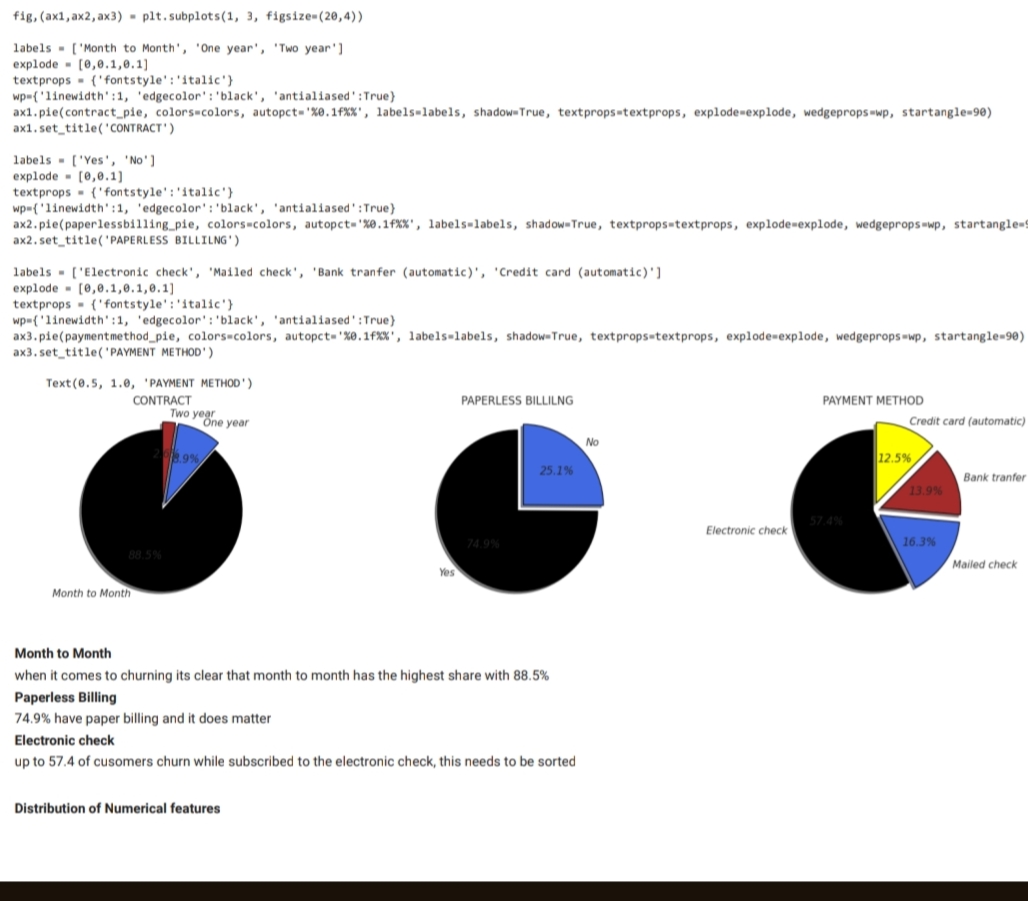 fig,(ax1,ax2,ax3) = plt.subplots(1, 3, figsize=(20,4))
labels = ['Month to Month', 'One year', 'Two year']
explode = [0,0.1,0.1]
textprops = {'fontstyle':'italic'}
wp={'linewidth':1, 'edgecolor':'black', 'antialiased':True}
ax1.pie(contract_pie, colors=colors, autopct='%0.1f%%', labels=labels, shadow=True, textprops=textprops, explode=explode, wedgeprops=wp, startangle=90)
ax1.set_title('CONTRACT')
labels = ['Yes', 'No']
explode = [0,0.1]
textprops = {'fontstyle':'italic'}
wp={'linewidth':1, 'edgecolor':'black', 'antialiased':True}
ax2.pie(paperlessbilling_pie, colors=colors, autopct='%0.1f%%', labels=labels, shadow=True, textprops=textprops, explode=explode, wedgeprops=wp, startangle=
ax2.set_title('PAPERLESS BILLILNG')
labels = ['Electronic check', 'Mailed check', 'Bank tranfer (automatic)', 'Credit card (automatic)']
explode = [0,0.1,0.1,0.1]
textprops = {'fontstyle':'italic'}
wp={'linewidth':1, 'edgecolor':'black', 'antialiased':True}
ax3.pie(paymentmethod_pie, colors=colors, autopct='%0.1f%%', labels=labels, shadow=True, textprops=textprops, explode=explode, wedgeprops=wp, startangle=90)
ax3.set_title('PAYMENT METHOD')
Text(0.5, 1.0, 'PAYMENT METHOD')
CONTRACT
Two year
One year
8.9%
88.5%
Month to Month
PAPERLESS BILLILNG
No
25.1%
74.9%
Yes
PAYMENT METHOD
Credit card (automatic)
12.5%
Bank tranfer
13.9%
57.4%
Electronic check
16.3%
Mailed check
Month to Month
when it comes to churning its clear that month to month has the highest share with 88.5%
Paperless Billing
74.9% have paper billing and it does matter
Electronic check
up to 57.4 of cusomers churn while subscribed to the electronic check, this needs to be sorted
Distribution of Numerical features